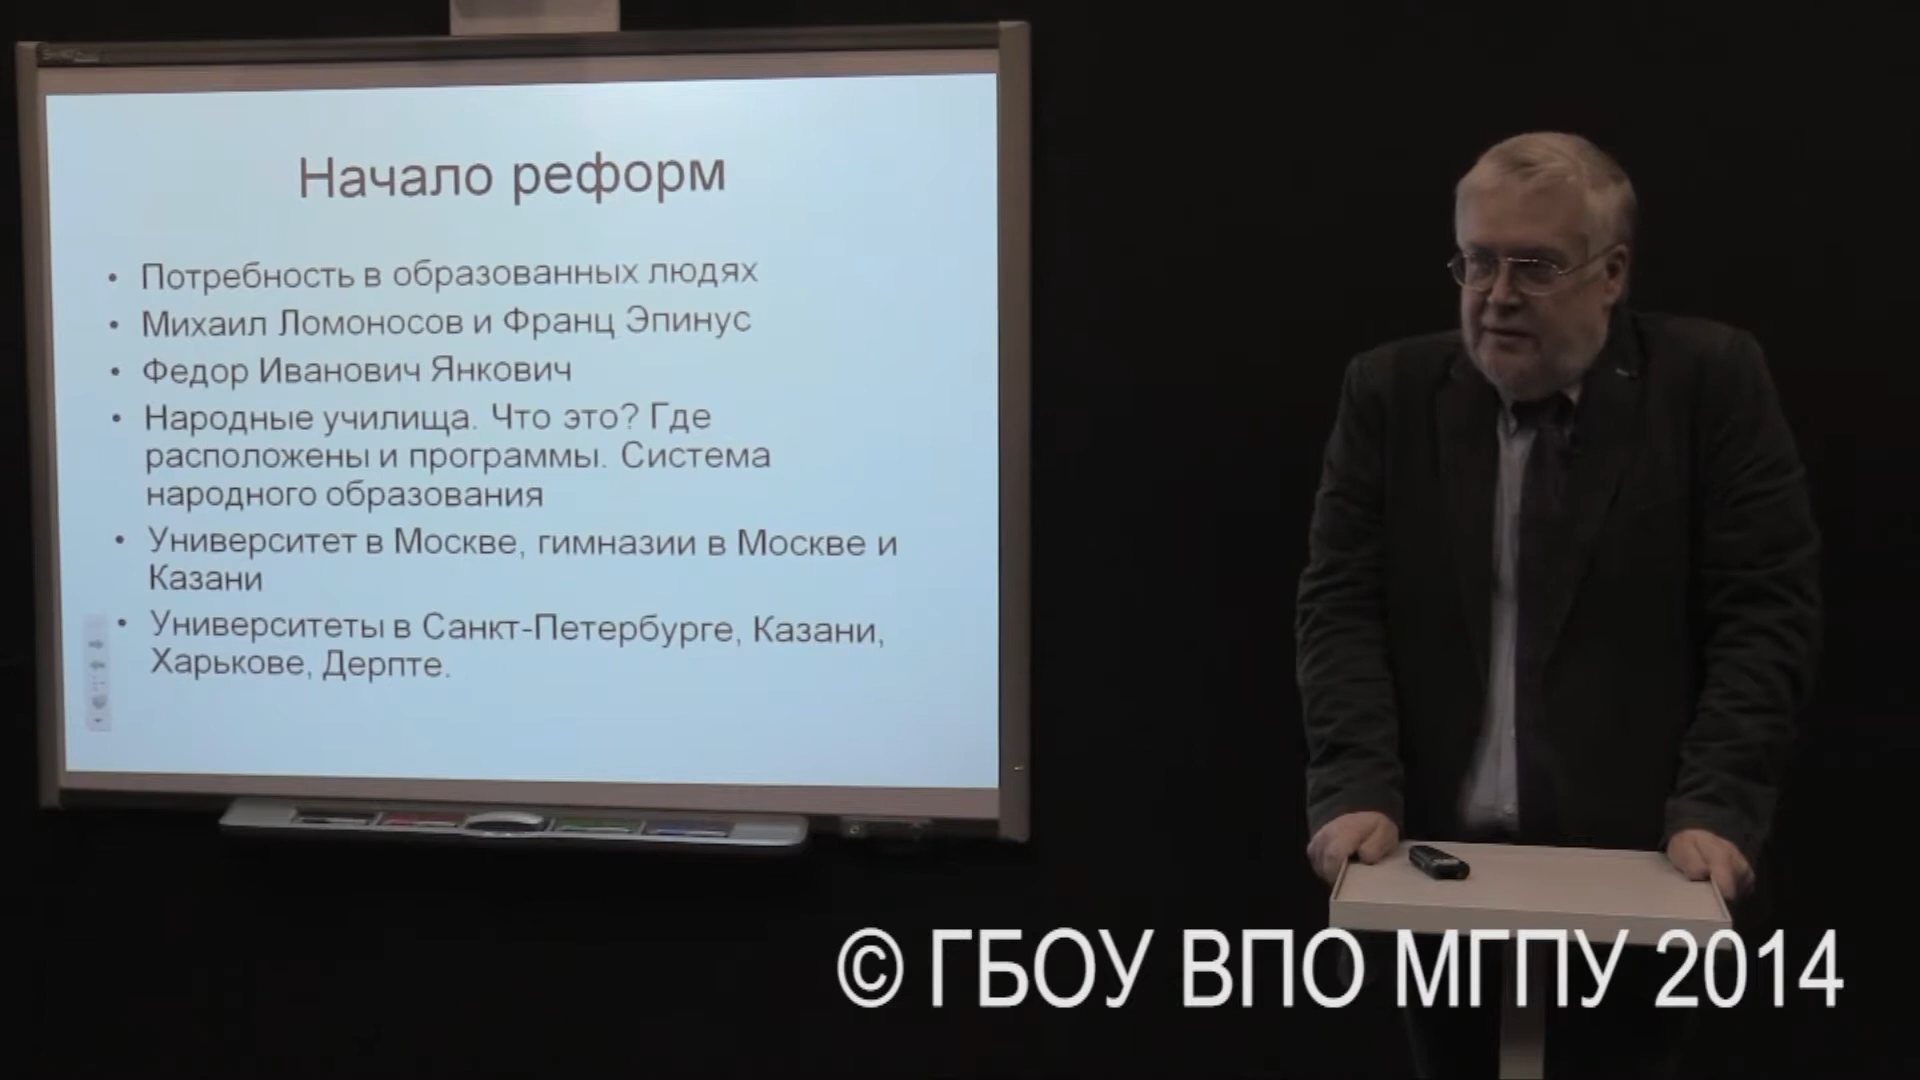 Начало реформ
• Потребность в образованных людях
• Михаил Ломоносов и Франц Эпинус
• Федор Иванович Янкович
• Народные училища. Что это? Где
расположены и программы. Система
народного образования
• Университет в Москве, гимназии в Москве и
Казани
• Университеты в Санкт-Петербурге, Казани,
Харькове, Дерпте.
© ГБОУ ВПО МГПУ 2014